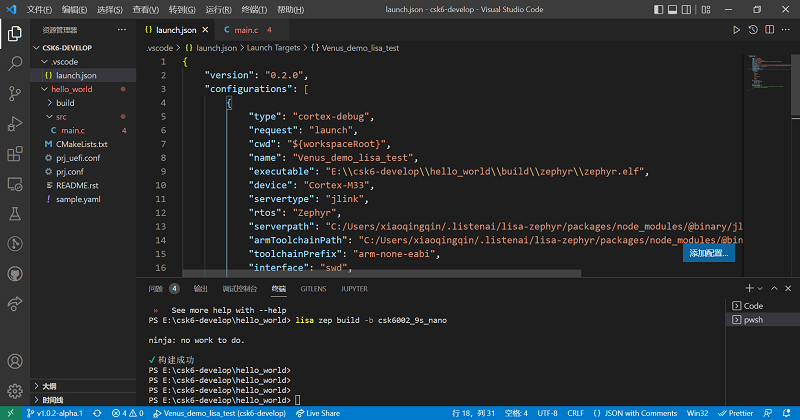 文件(F) 编辑(E) 选择(S) 查看(V) 转到(G) 运行(R) 终端(T) 帮助(H) launch.json - csk6-develop - Visual Studio Code
资源管理器 ···
launch.json
main.c 4
CSK6-DEVELOP
.vscode
launch.json
hello_world
build
src
main.c 4
CMakeLists.txt
prj_uefi.conf
prj.conf
README.rst
sample.yaml
大纲
时间线
.vscode > {} launch.json > Launch Targets > {} Venus_demo_lisa_test
1 {
2 "version": "0.2.0",
3 "configurations": [
4 {
5 "type": "cortex-debug",
6 "request": "launch",
7 "cwd": "${workspaceRoot}",
8 "name": "Venus_demo_lisa_test",
9 "executable": "E:\\csk6-develop\\hello_world\\build\\zephyr\\zephyr.elf",
10 "device": "Cortex-M33",
11 "servertype": "jlink",
12 "rtos": "Zephyr",
13 "serverpath": "C:/Users/xiaoqingqin/.listenai/lisa-zephyr/packages/node_modules/@binary/jl
14 "armToolchainPath": "C:/Users/xiaoqingqin/.listenai/lisa-zephyr/packages/node_modules/@bin
15 "toolchainPrefix": "arm-none-eabi",
16 "interface": "swd",
添加配置...
问题 4 输出 调试控制台 终端 GITLENS JUPYTER
» See more help with --help
PS E:\csk6-develop\hello_world> lisa zep build -b csk6002_9s_nano
ninja: no work to do.
✓ 构建成功
PS E:\csk6-develop\hello_world>
PS E:\csk6-develop\hello_world>
PS E:\csk6-develop\hello_world>
PS E:\csk6-develop\hello_world>
Code
pwsh
v1.0.2-alpha.1 4 0 Venus_demo_lisa_test (csk6-develop) Live Share 行 18，列 31 空格: 4 UTF-8 CRLF {} JSON with Comments Win32 Prettier